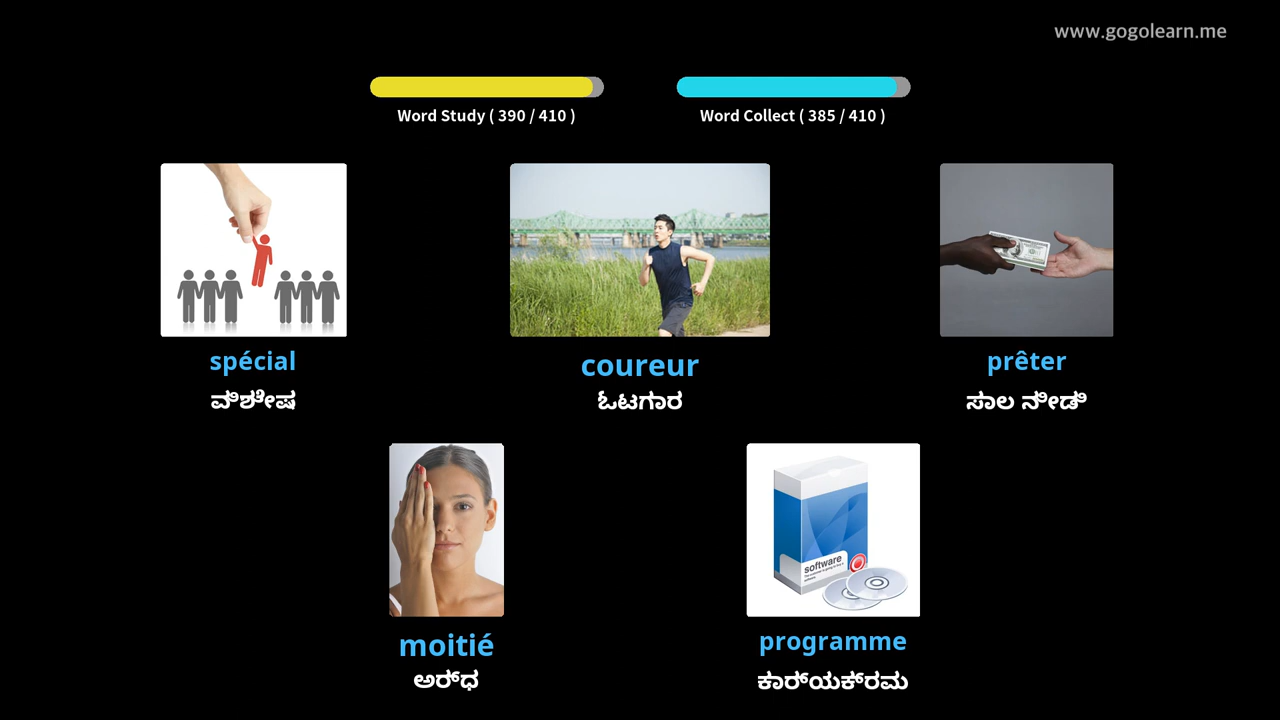 www.gogolearn.me
Word Study ( 390 / 410 )
Word Collect ( 385 / 410 )
spécial
ವಿಶೇಷ
coureur
ಓಟಗಾರ
prêter
ಸಾಲ ನೀಡಿ
software
moitié
ಅರ್ಧ
programme
ಕಾರ್ಯಕ್ರಮ